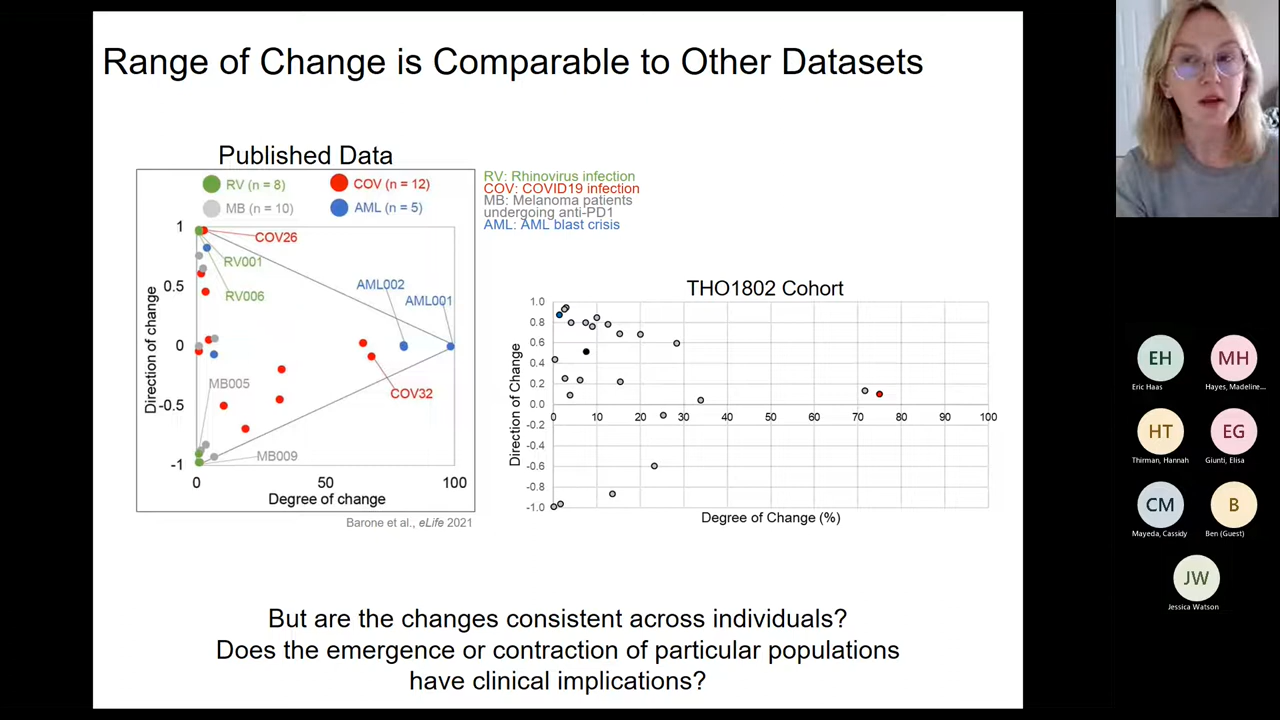 Range of Change is Comparable to Other Datasets
Published Data
RV (n = 8)
COV (n = 12)
MB (n = 10)
AML (n = 5)
RV: Rhinovirus infection
COV: COVID19 infection
MB: Melanoma patients
undergoing anti-PD1
AML: AML blast crisis
Direction of change
1
0.5
0
-0.5
-1
COV26
RV001
RV006
AML002
AML001
MB005
COV32
MB009
0
50
100
Degree of change
Barone et al., eLife 2021
THO1802 Cohort
Direction of Change
1.0
0.8
0.6
0.4
0.2
0.0
-0.2
-0.4
-0.6
-0.8
-1.0
0 10 20 30 40 50 60 70 80 90 100
Degree of Change (%)
But are the changes consistent across individuals?
Does the emergence or contraction of particular populations
have clinical implications?
EH
MH
Eric Haas
Hayes, Madeline...
HT
EG
Thirman, Hannah
Giunti, Elisa
CM
B
Mayeda, Cassidy
Ben (Guest)
JW
Jessica Watson